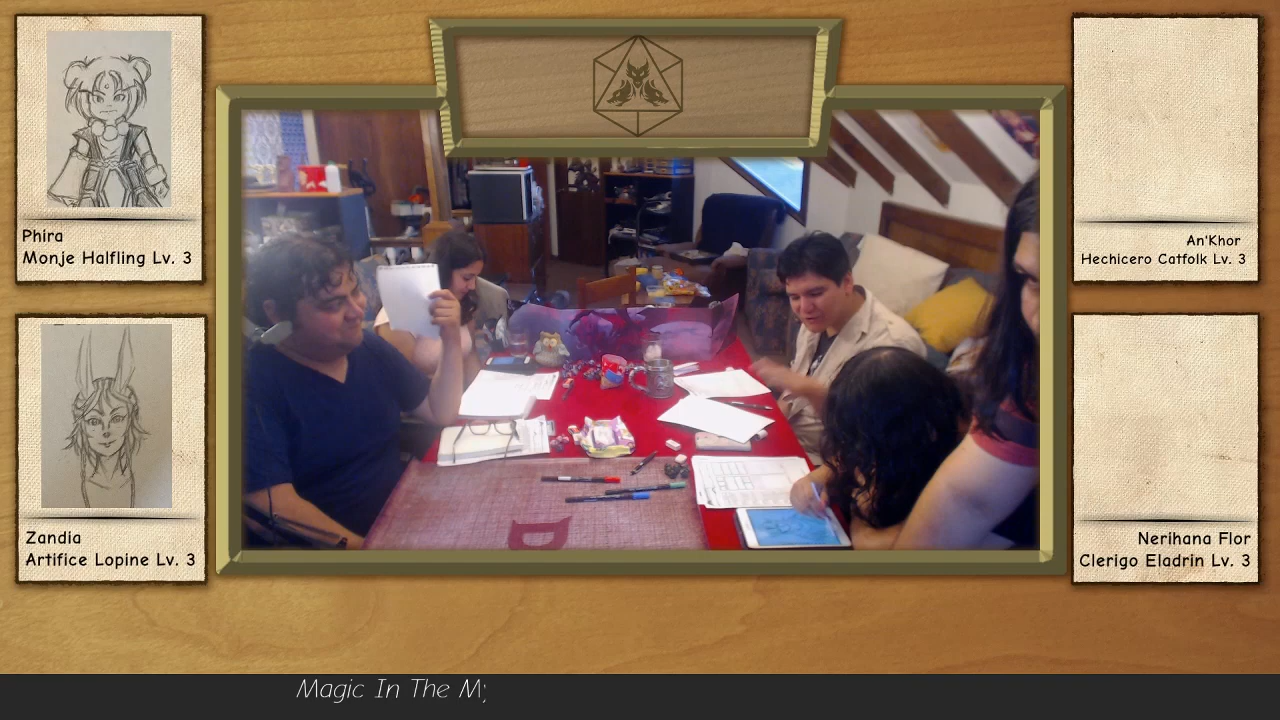 Phira
Monje Halfling Lv. 3
Zandia
Artifice Lopine Lv. 3
An'Khor
Hechicero Catfolk Lv. 3
Nerihana Flor
Clerigo Eladrin Lv. 3
D
Magic In The M